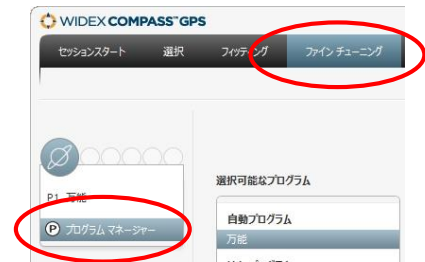 WIDEX COMPASS™ GPS
セッションスタート 選択 フィッティング ファイン チューニング
P1 万能
選択可能なプログラム
Ⓟ プログラム マネージャー
自動プログラム
万能